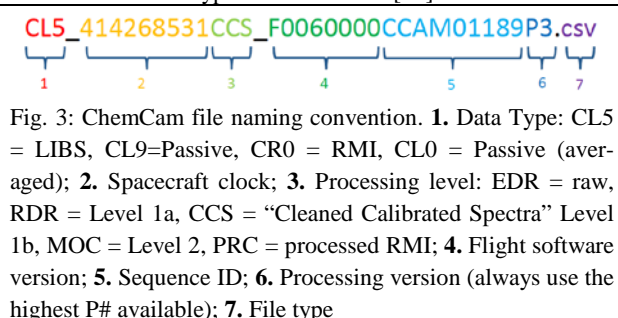 CL5_414268531CCS_F0060000CCAM01189P3.csv
1 2 3 4 5 6 7
Fig. 3: ChemCam file naming convention. 1. Data Type: CL5
= LIBS, CL9=Passive, CR0 = RMI, CL0 = Passive (aver-
aged); 2. Spacecraft clock; 3. Processing level: EDR = raw,
RDR = Level 1a, CCS = “Cleaned Calibrated Spectra” Level
1b, MOC = Level 2, PRC = processed RMI; 4. Flight software
version; 5. Sequence ID; 6. Processing version (always use the
highest P# available); 7. File type